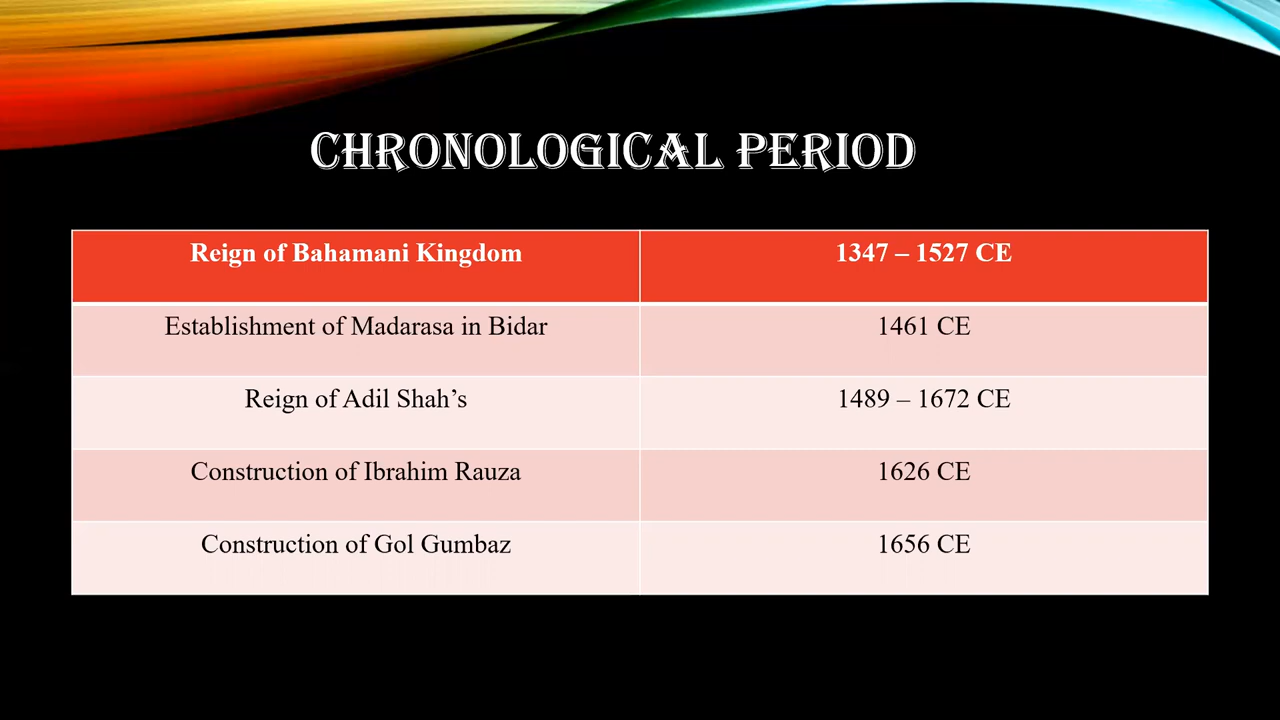 CHRONOLOGICAL PERIOD
Reign of Bahamani Kingdom
1347 – 1527 CE
Establishment of Madarasa in Bidar
1461 CE
Reign of Adil Shah’s
1489 – 1672 CE
Construction of Ibrahim Rauza
1626 CE
Construction of Gol Gumbaz
1656 CE